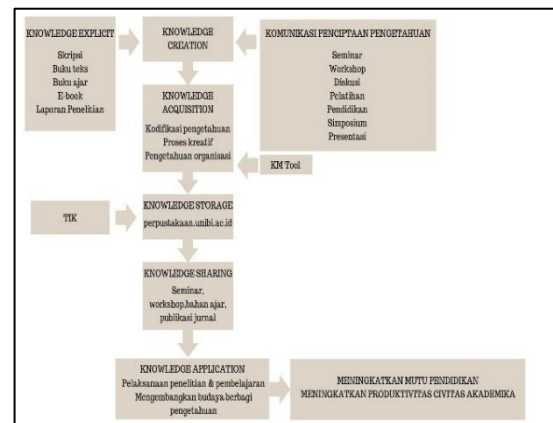 KNOWLEDGE EXPLICIT
Skripsi
Buku teks
Buku ajar
E-book
Laporan Penelitian
KNOWLEDGE
CREATION
KOMUNIKASI PENCIPTAAN PENGETAHUAN
Seminar
Workshop
Diskusi
Pelatihan
Pendidikan
Simposium
Presentasi
KNOWLEDGE
ACQUISITION
Kodifikasi pengetahuan
Proses kreatif
Pengetahuan organisasi
KM Tool
TIK
KNOWLEDGE STORAGE
perpustakaan.unibi.ac.id
KNOWLEDGE SHARING
Seminar,
workshop,bahan ajar,
publikasi jurnal
KNOWLEDGE APPLICATION
Pelaksanaan penelitian & pembelajaran
Mengembangkan budaya berbagi
pengetahuan
MENINGKATKAN MUTU PENDIDIKAN
MENINGKATKAN PRODUKTIVITAS CIVITAS AKADEMIKA